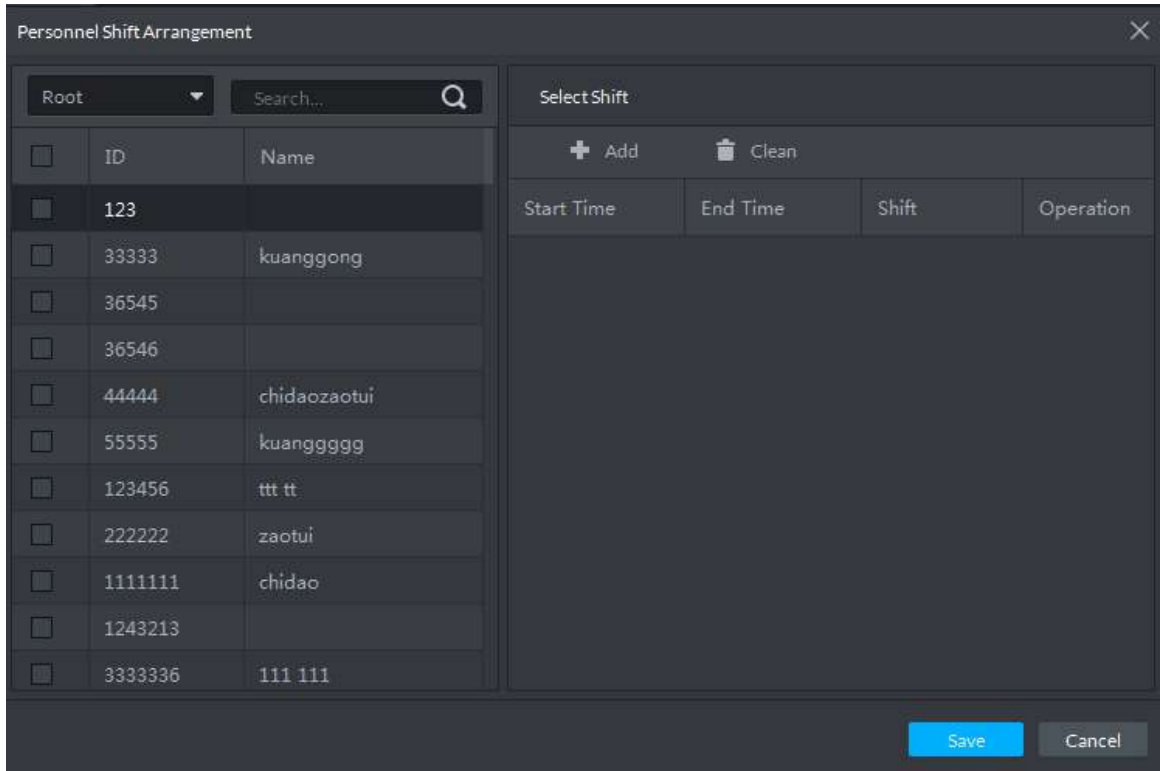 Personnel Shift Arrangement
Root Search... Select Shift
Add Clean
ID Name
Start Time End Time Shift Operation
123
33333 kuanggong
36545
36546
44444 chidaozaotui
55555 kuanggggg
123456 ttt tt
222222 zaotui
1111111 chidao
1243213
3333336 111 111
Save Cancel